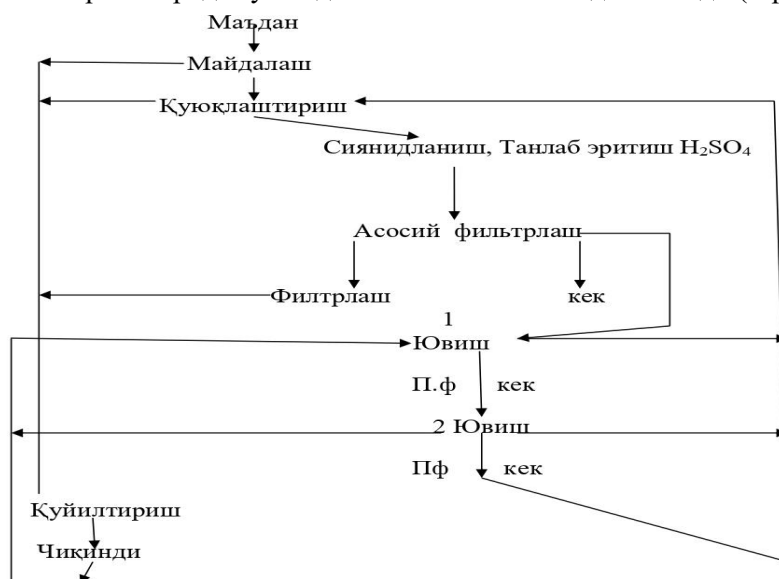 Маъдан
Майдалаш
Қуюқлаштириш
Сиянидланиш, Танлаб эритиш H₂SO₄
Асосий фильтрлаш
Филтрлаш кек
1
Ювиш
П.ф кек
2 Ювиш
Пф кек
Қуйилтириш
Чиқинди